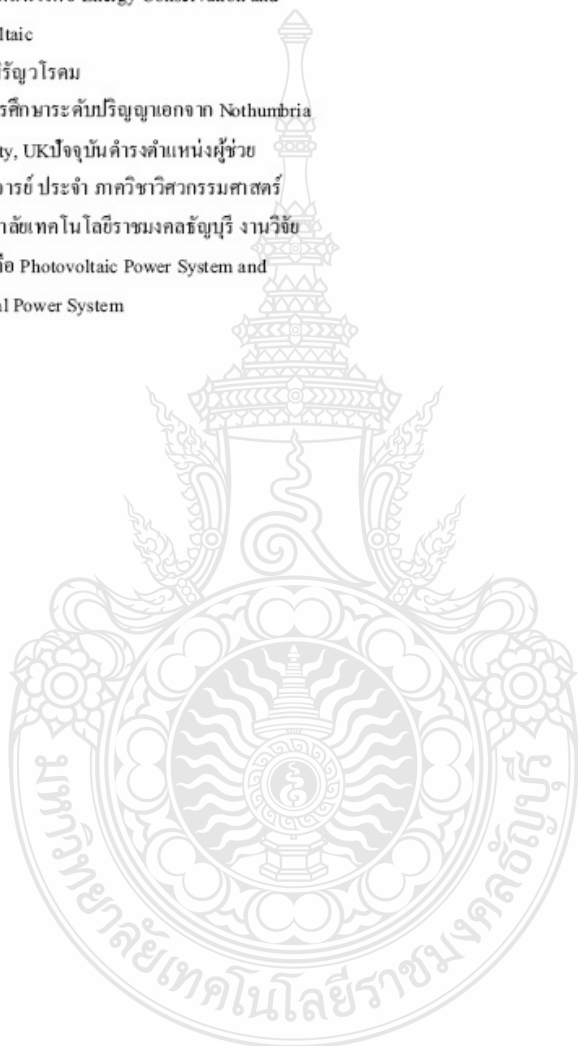 Energy Conservation and
ltaic
รัญวโรดม
รศึกษาระดับปริญญาเอกจาก Nothumbria
ty, UKปัจจุบันดำรงตำแหน่งผู้ช่วย
อาจารย์ ประจำ ภาควิชาวิศวกรรมศาสตร์
าลัยเทคโนโลยีราชมงคลธัญบุรี งานวิจัย
คือ Photovoltaic Power System and
al Power System
มหาวิทยาลัยเทคโนโลยีราชมงคลธัญบุรี